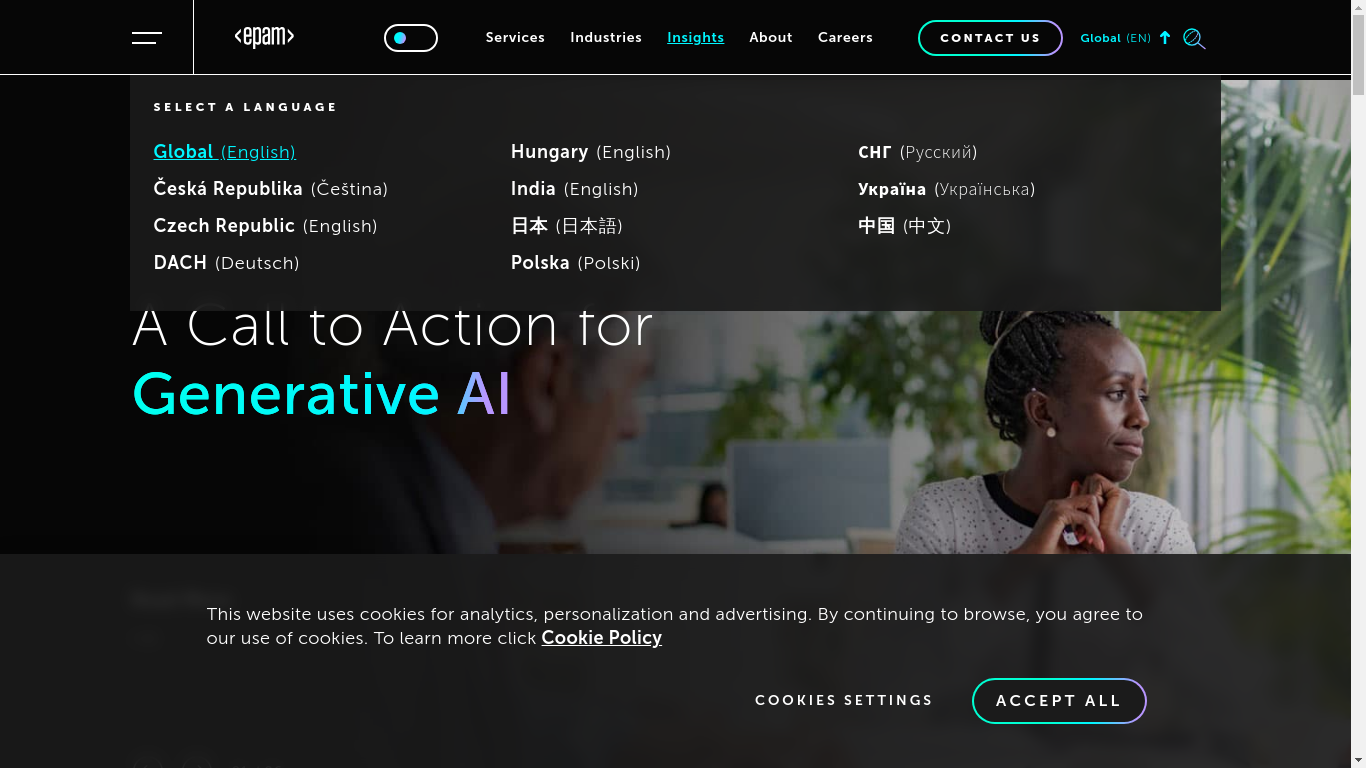 <epam>
Services Industries Insights About Careers CONTACT US Global (EN)
SELECT A LANGUAGE
Global (English)
Česká Republika (Čeština)
Czech Republic (English)
DACH (Deutsch)
Hungary (English)
India (English)
日本 (日本語)
Polska (Polski)
СНГ (Русский)
Україна (Українська)
中国 (中文)
A Call to Action for
Generative AI
This website uses cookies for analytics, personalization and advertising. By continuing to browse, you agree to
our use of cookies. To learn more click Cookie Policy
COOKIES SETTINGS ACCEPT ALL